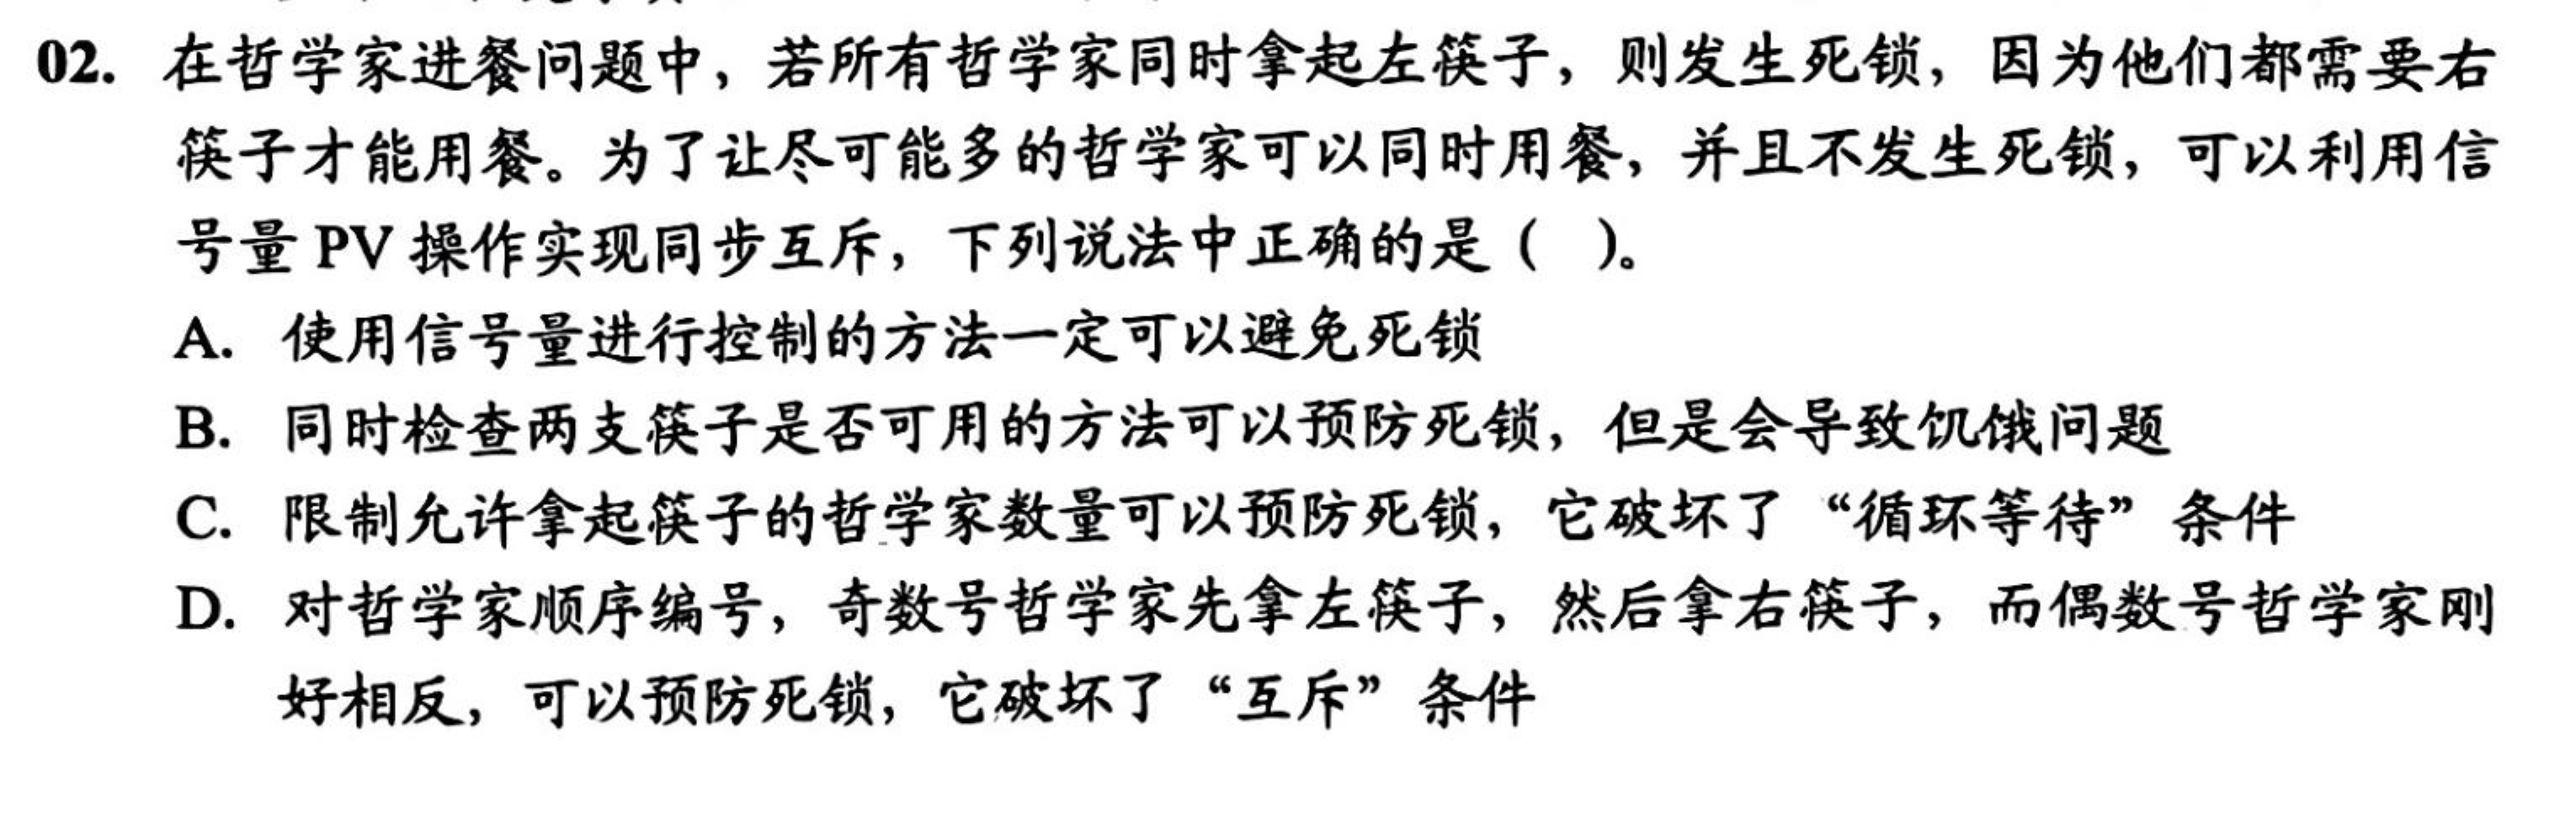 02. 在哲学家进餐问题中，若所有哲学家同时拿起左筷子，则发生死锁，因为他们都需要右
筷子才能用餐。为了让尽可能多的哲学家可以同时用餐，并且不发生死锁，可以利用信
号量 PV 操作实现同步互斥，下列说法中正确的是（ ）。
A. 使用信号量进行控制的方法一定可以避免死锁
B. 同时检查两支筷子是否可用的方法可以预防死锁，但是会导致饥饿问题
C. 限制允许拿起筷子的哲学家数量可以预防死锁，它破坏了“循环等待”条件
D. 对哲学家顺序编号，奇数号哲学家先拿左筷子，然后拿右筷子，而偶数号哲学家刚
好相反，可以预防死锁，它破坏了“互斥”条件